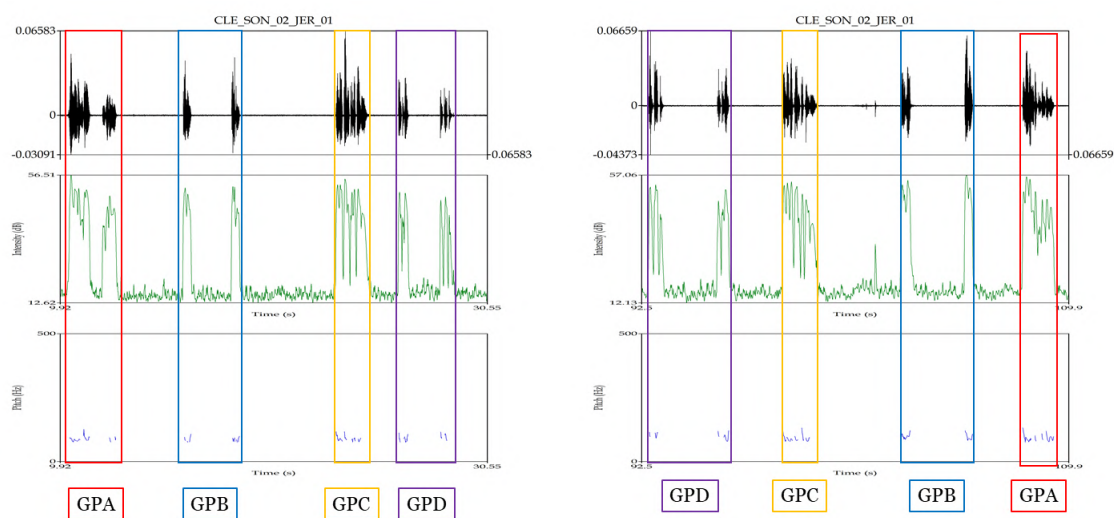 CLE_SON_02_JER_01
0.06583
0
-0.03091
0.06583
56.51
Intensity (dB)
12.62
9.92
30.55
Time (s)
500
Pitch (Hz)
0
9.92
30.55
Time (s)
GPA
GPB
GPC
GPD
CLE_SON_02_JER_01
0.06659
0
-0.04373
0.06659
57.06
Intensity (dB)
12.13
92.5
109.9
Time (s)
500
Pitch (Hz)
0
92.5
109.9
Time (s)
GPD
GPC
GPB
GPA